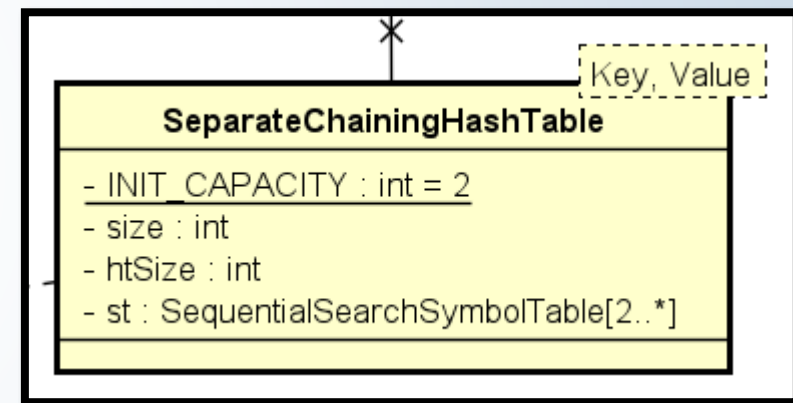 Key, Value
SeparateChainingHashTable
- INIT_CAPACITY : int = 2
- size : int
- htSize : int
- st : SequentialSearchSymbolTable[2..*]